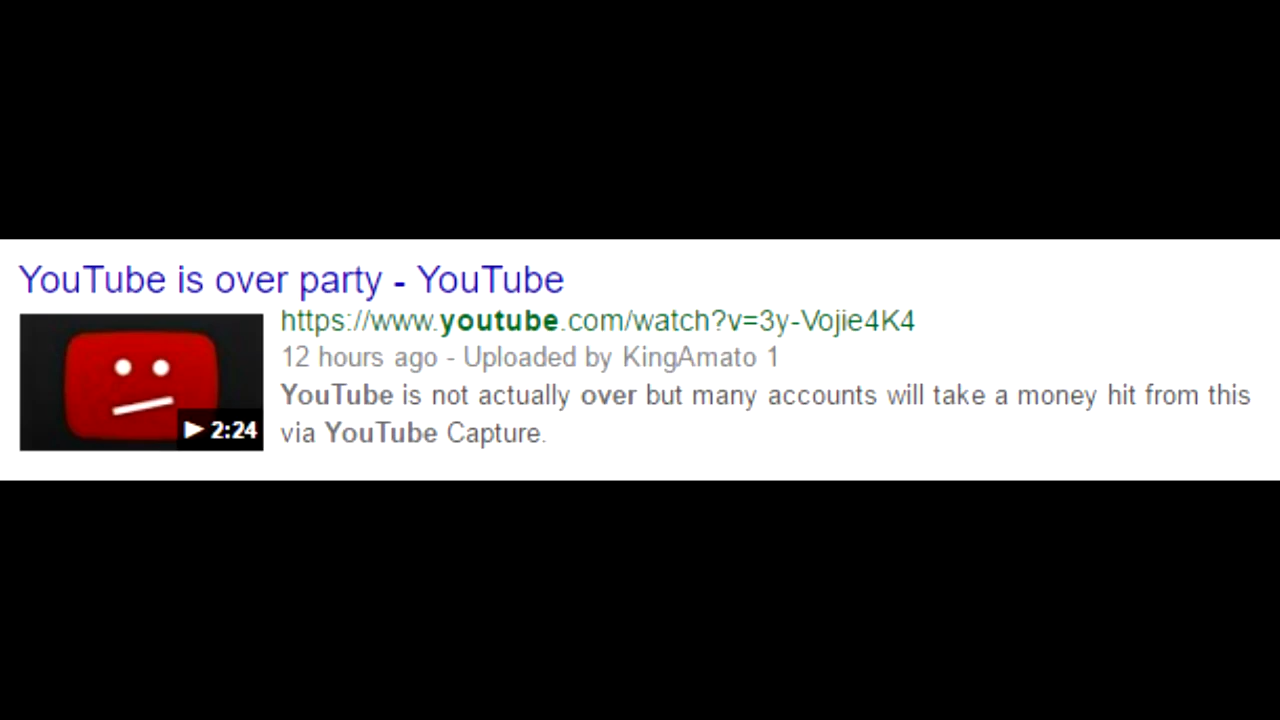 YouTube is over party - YouTube
https://www.youtube.com/watch?v=3y-Vojie4K4
12 hours ago - Uploaded by KingAmato 1
YouTube is not actually over but many accounts will take a money hit from this
via YouTube Capture.
2:24